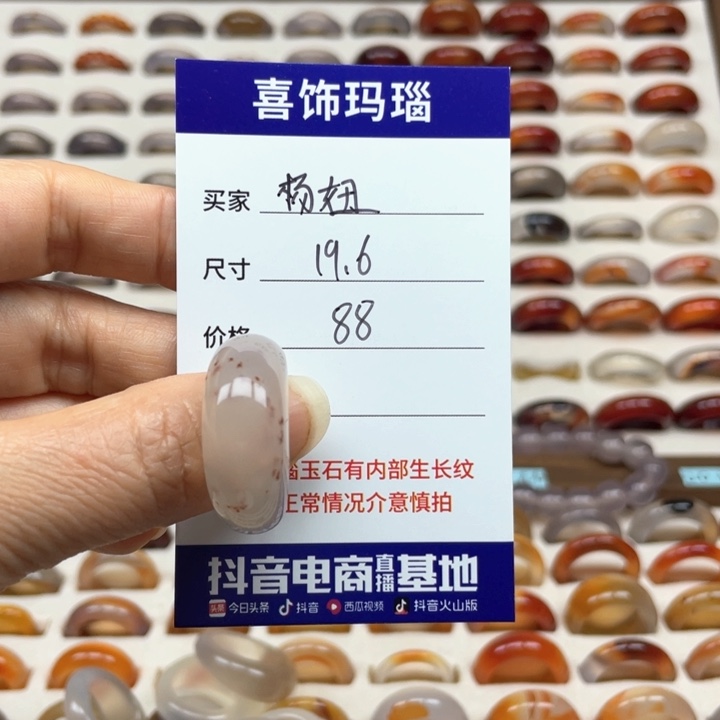 喜饰玛瑙
买家 杨妞
尺寸 19.6
价格 88
瑙玉石有内部生长纹
正常情况介意慎拍
抖音电商直播基地
头条 今日头条 抖音 西瓜视频 抖音火山版